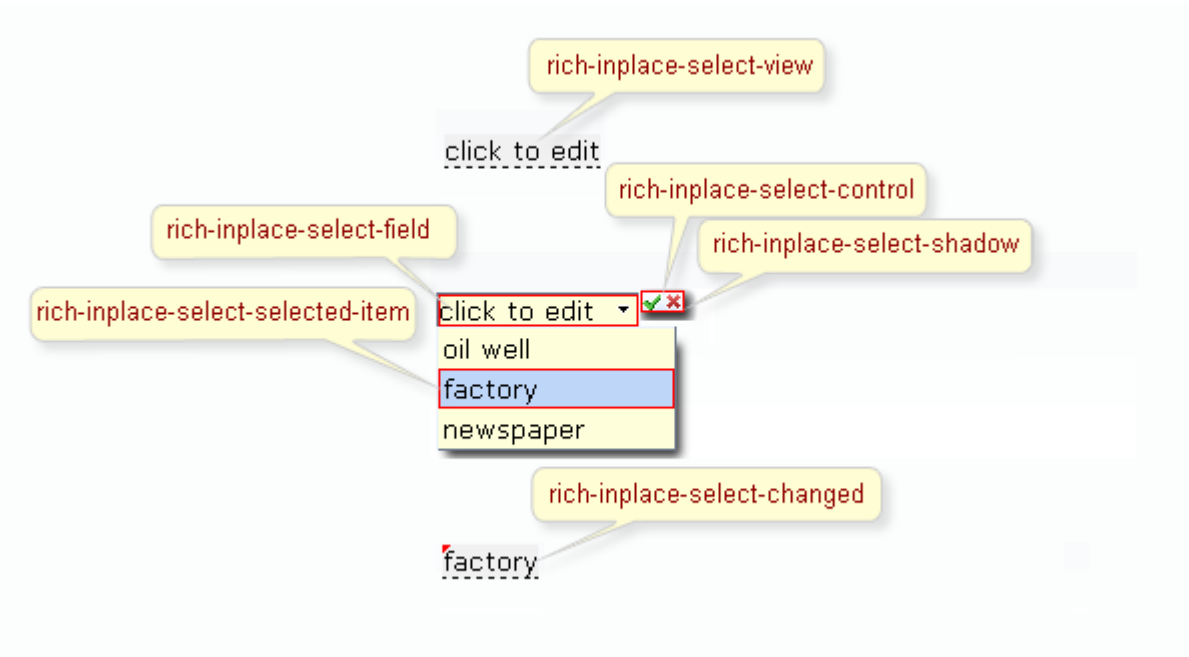 rich-inplace-select-view
click to edit
rich-inplace-select-control
rich-inplace-select-field
rich-inplace-select-shadow
rich-inplace-select-selected-item
click to edit
oil well
factory
newspaper
rich-inplace-select-changed
factory